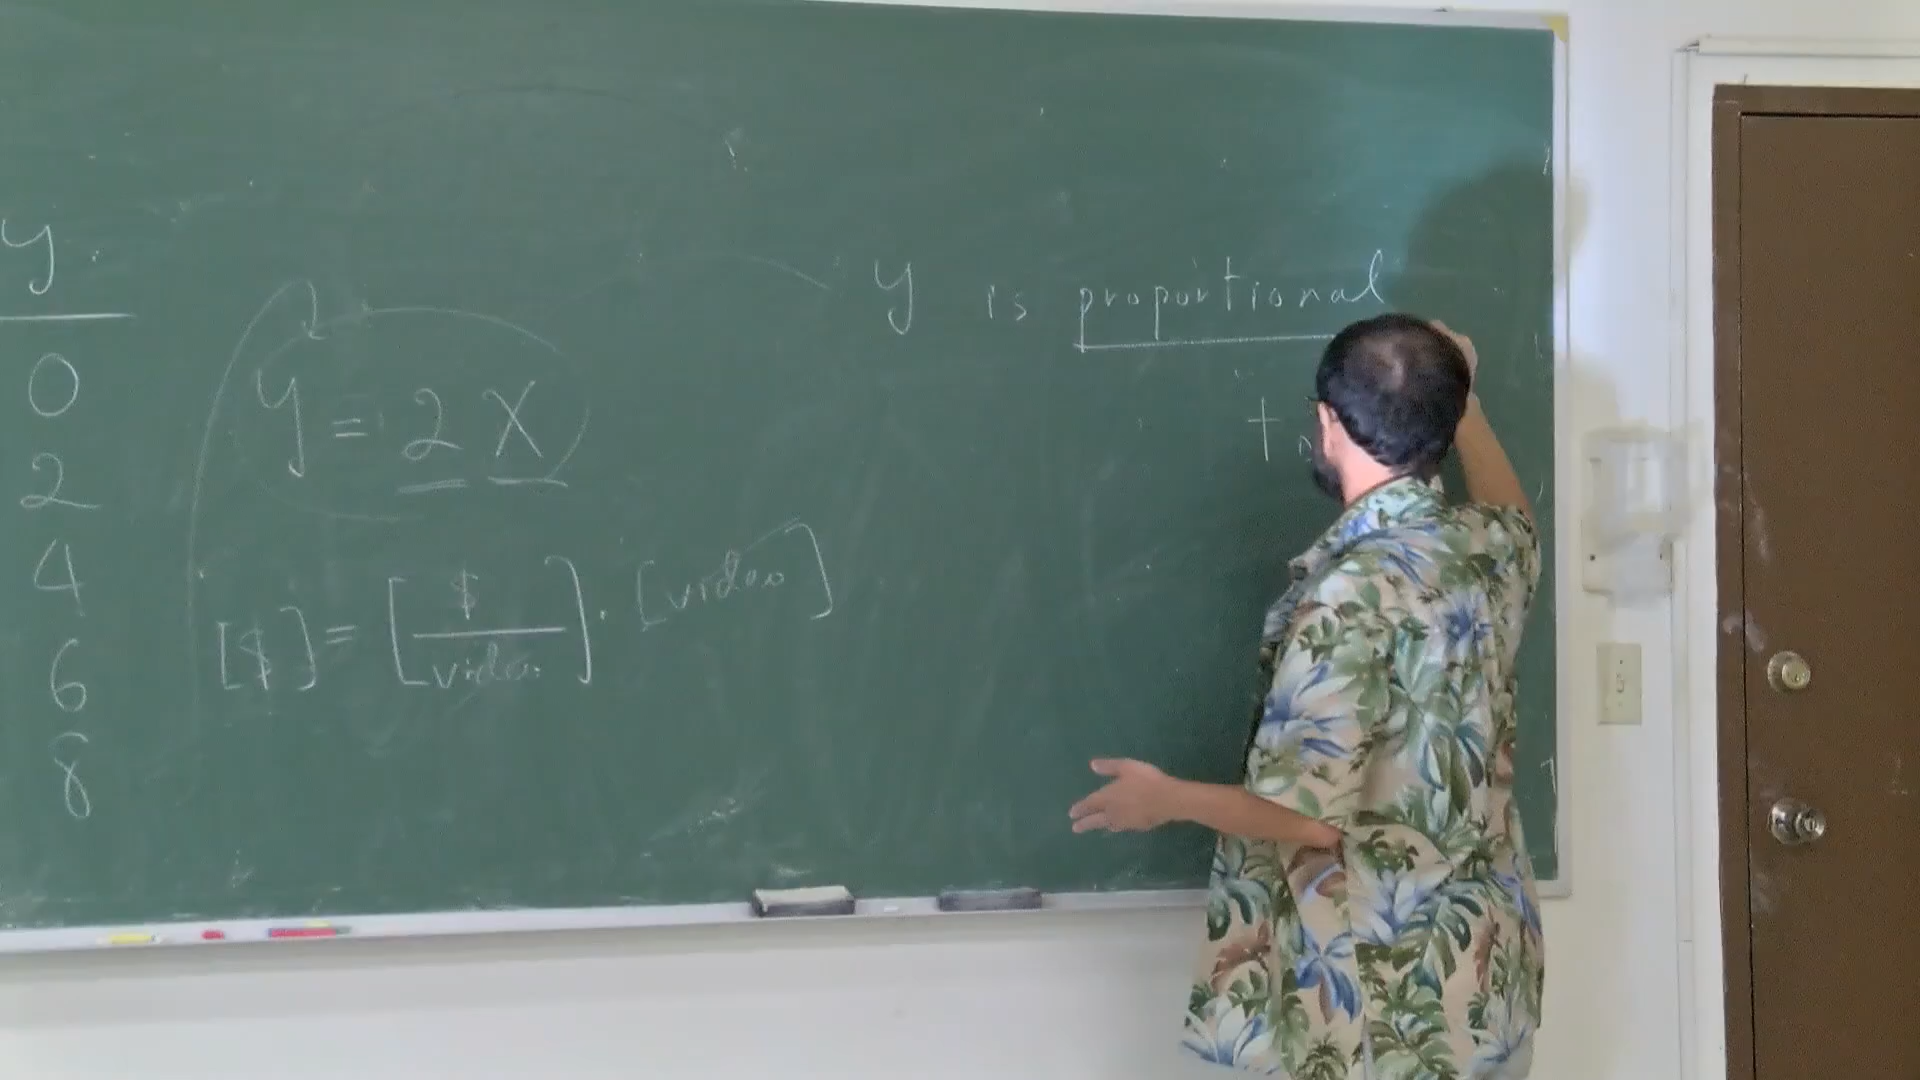 y
0
2
4
6
8
y = 2 X
[$] = [$/video] · [video]
y is proportional
to